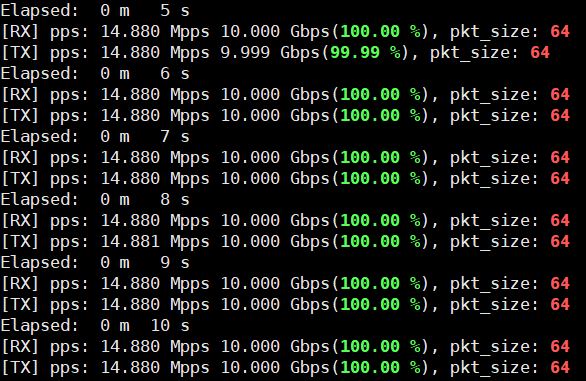 Elapsed:  0 m   5 s
[RX] pps: 14.880 Mpps 10.000 Gbps(100.00 %), pkt_size: 64
[TX] pps: 14.880 Mpps 9.999 Gbps(99.99 %), pkt_size: 64
Elapsed:  0 m   6 s
[RX] pps: 14.880 Mpps 10.000 Gbps(100.00 %), pkt_size: 64
[TX] pps: 14.880 Mpps 10.000 Gbps(100.00 %), pkt_size: 64
Elapsed:  0 m   7 s
[RX] pps: 14.880 Mpps 10.000 Gbps(100.00 %), pkt_size: 64
[TX] pps: 14.880 Mpps 10.000 Gbps(100.00 %), pkt_size: 64
Elapsed:  0 m   8 s
[RX] pps: 14.880 Mpps 10.000 Gbps(100.00 %), pkt_size: 64
[TX] pps: 14.881 Mpps 10.000 Gbps(100.00 %), pkt_size: 64
Elapsed:  0 m   9 s
[RX] pps: 14.880 Mpps 10.000 Gbps(100.00 %), pkt_size: 64
[TX] pps: 14.880 Mpps 10.000 Gbps(100.00 %), pkt_size: 64
Elapsed:  0 m  10 s
[RX] pps: 14.880 Mpps 10.000 Gbps(100.00 %), pkt_size: 64
[TX] pps: 14.880 Mpps 10.000 Gbps(100.00 %), pkt_size: 64